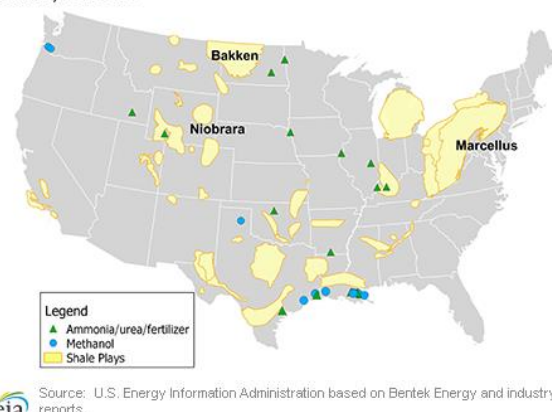 Bakken
Niobrara
Marcellus
Legend
Ammonia/urea/fertilizer
Methanol
Shale Plays
eia
Source: U.S. Energy Information Administration based on Bentek Energy and industry
reports